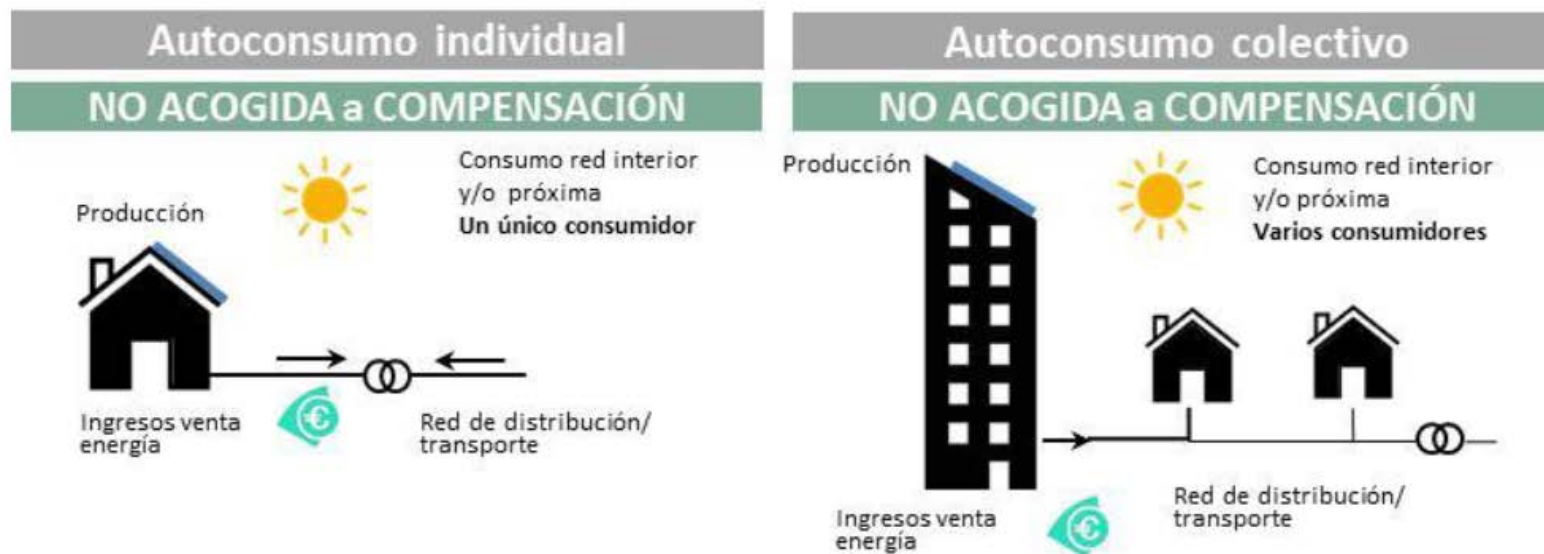 Autoconsumo individual
NO ACOGIDA a COMPENSACIÓN
Consumo red interior
y/o próxima
Un único consumidor
Producción
Ingresos venta
energía
€
Red de distribución/
transporte
Autoconsumo colectivo
NO ACOGIDA a COMPENSACIÓN
Producción
Consumo red interior
y/o próxima
Varios consumidores
Ingresos venta
energía
€
Red de distribución/
transporte